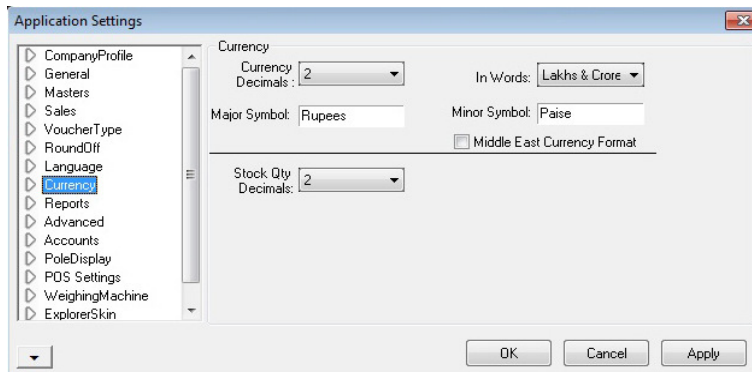 Application Settings
CompanyProfile
General
Masters
Sales
VoucherType
RoundOff
Language
Currency
Reports
Advanced
Accounts
PoleDisplay
POS Settings
WeighingMachine
ExplorerSkin
Currency
Currency Decimals : 2
In Words: Lakhs & Crore
Major Symbol: Rupees
Minor Symbol: Paise
Middle East Currency Format
Stock Qty Decimals: 2
OK
Cancel
Apply